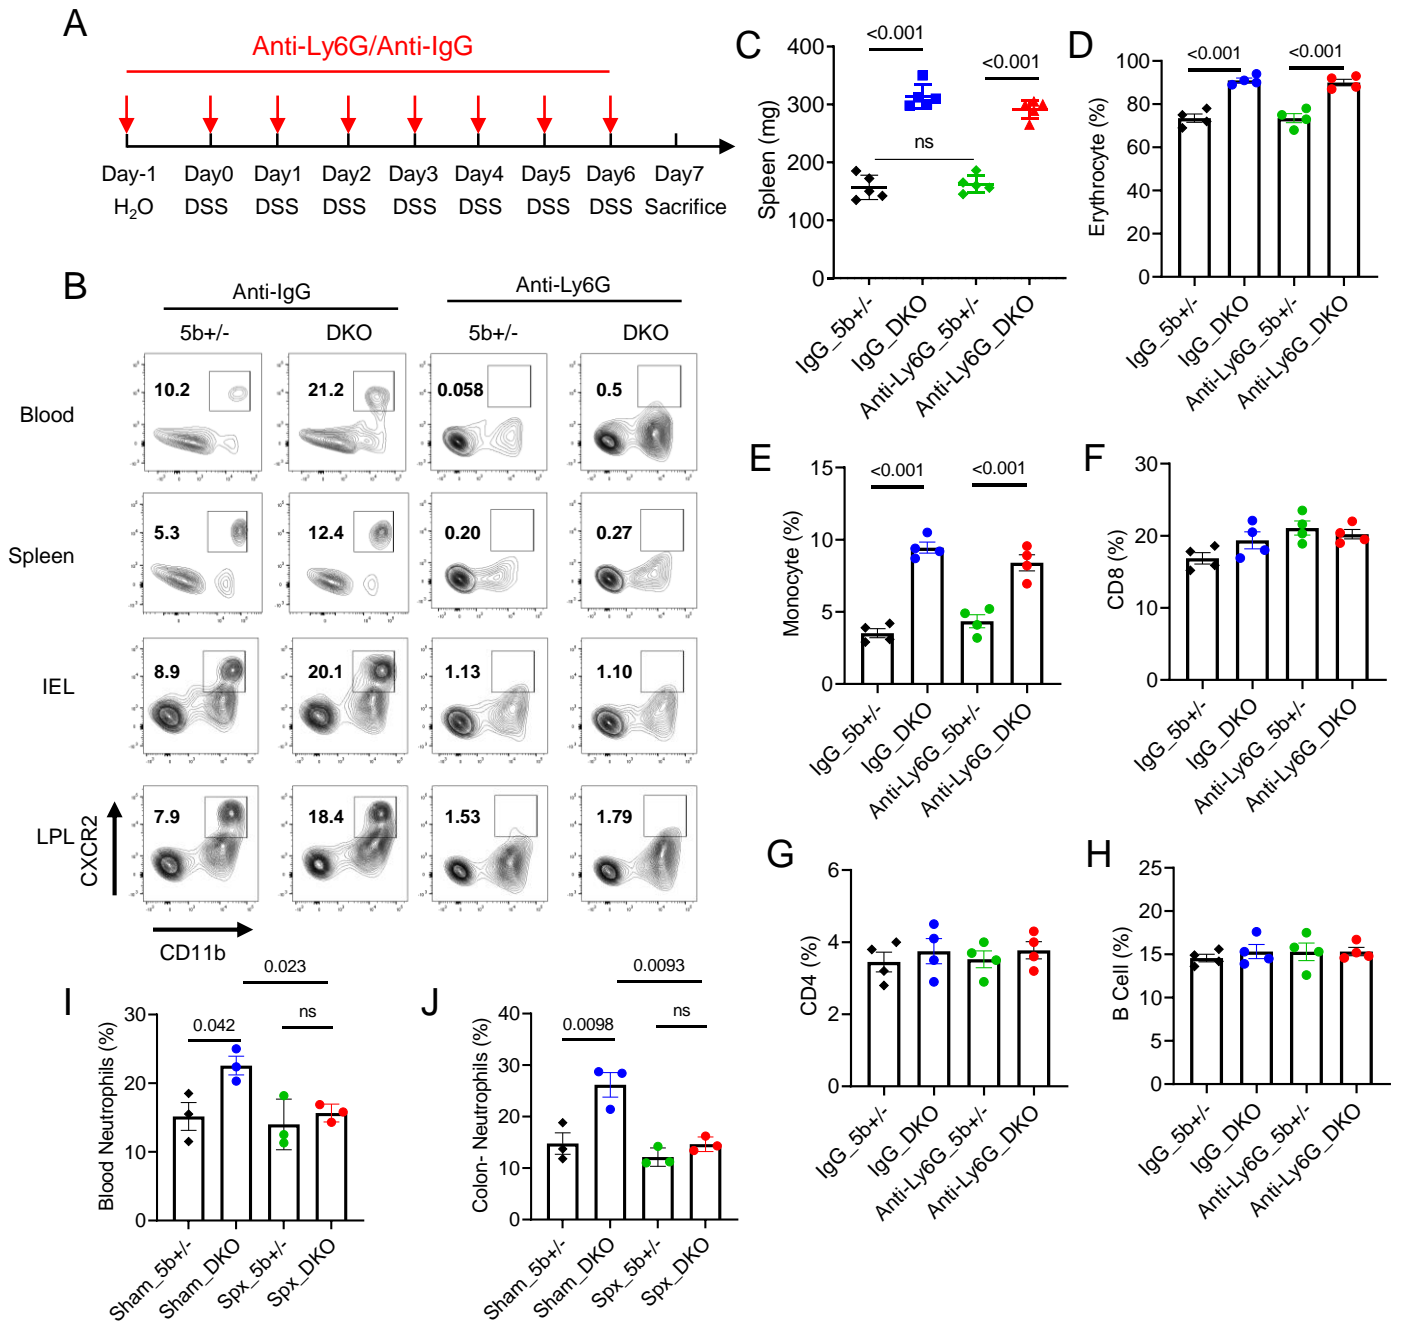 A
Anti-Ly6G/Anti-IgG
Day-1 Day0 Day1 Day2 Day3 Day4 Day5 Day6 Day7
H2O DSS DSS DSS DSS DSS DSS DSS Sacrifice
B
Anti-IgG Anti-Ly6G
5b+/- DKO 5b+/- DKO
Blood
10.2 21.2 0.058 0.5
Spleen
5.3 12.4 0.20 0.27
IEL
8.9 20.1 1.13 1.10
LPL
7.9 18.4 1.53 1.79
CXCR2
CD11b
C
Spleen (mg)
400
300
200
100
0
<0.001
<0.001
ns
IgG_5b+/-
IgG_DKO
Anti-Ly6G_5b+/-
Anti-Ly6G_DKO
D
Erythrocyte (%)
100
80
60
40
20
0
<0.001
<0.001
IgG_5b+/-
IgG_DKO
Anti-Ly6G_5b+/-
Anti-Ly6G_DKO
E
Monocyte (%)
15
10
5
0
<0.001
<0.001
IgG_5b+/-
IgG_DKO
Anti-Ly6G_5b+/-
Anti-Ly6G_DKO
F
CD8 (%)
30
20
10
0
IgG_5b+/-
IgG_DKO
Anti-Ly6G_5b+/-
Anti-Ly6G_DKO
G
CD4 (%)
6
4
2
0
IgG_5b+/-
IgG_DKO
Anti-Ly6G_5b+/-
Anti-Ly6G_DKO
H
B Cell (%)
25
20
15
10
5
0
IgG_5b+/-
IgG_DKO
Anti-Ly6G_5b+/-
Anti-Ly6G_DKO
I
Blood Neutrophils (%)
30
20
10
0
0.023
0.042
ns
Sham_5b+/-
Sham_DKO
Spx_5b+/-
Spx_DKO
J
Colon- Neutrophils (%)
40
30
20
10
0
0.0093
0.0098
ns
Sham_5b+/-
Sham_DKO
Spx_5b+/-
Spx_DKO